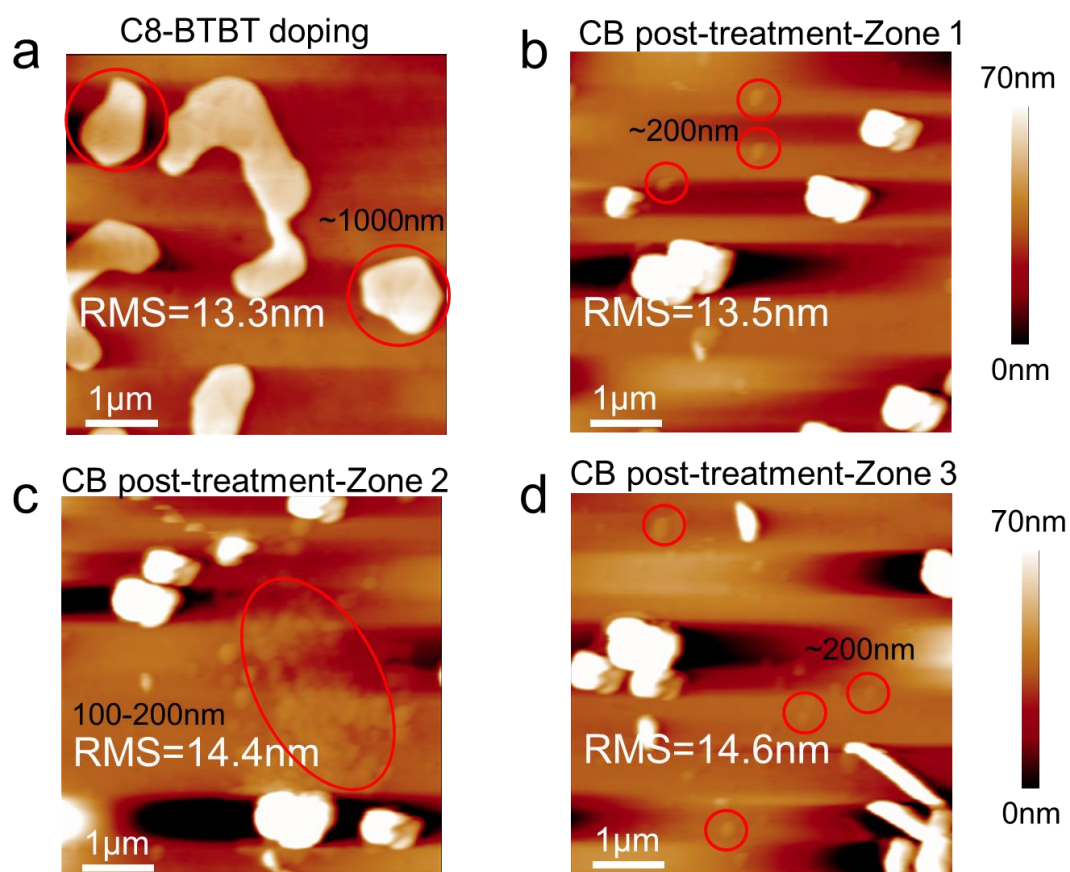 a
C8-BTBT doping
~1000nm
RMS=13.3nm
1μm
b
CB post-treatment-Zone 1
~200nm
RMS=13.5nm
1μm
70nm
0nm
c
CB post-treatment-Zone 2
100-200nm
RMS=14.4nm
1μm
d
CB post-treatment-Zone 3
~200nm
RMS=14.6nm
1μm
70nm
0nm